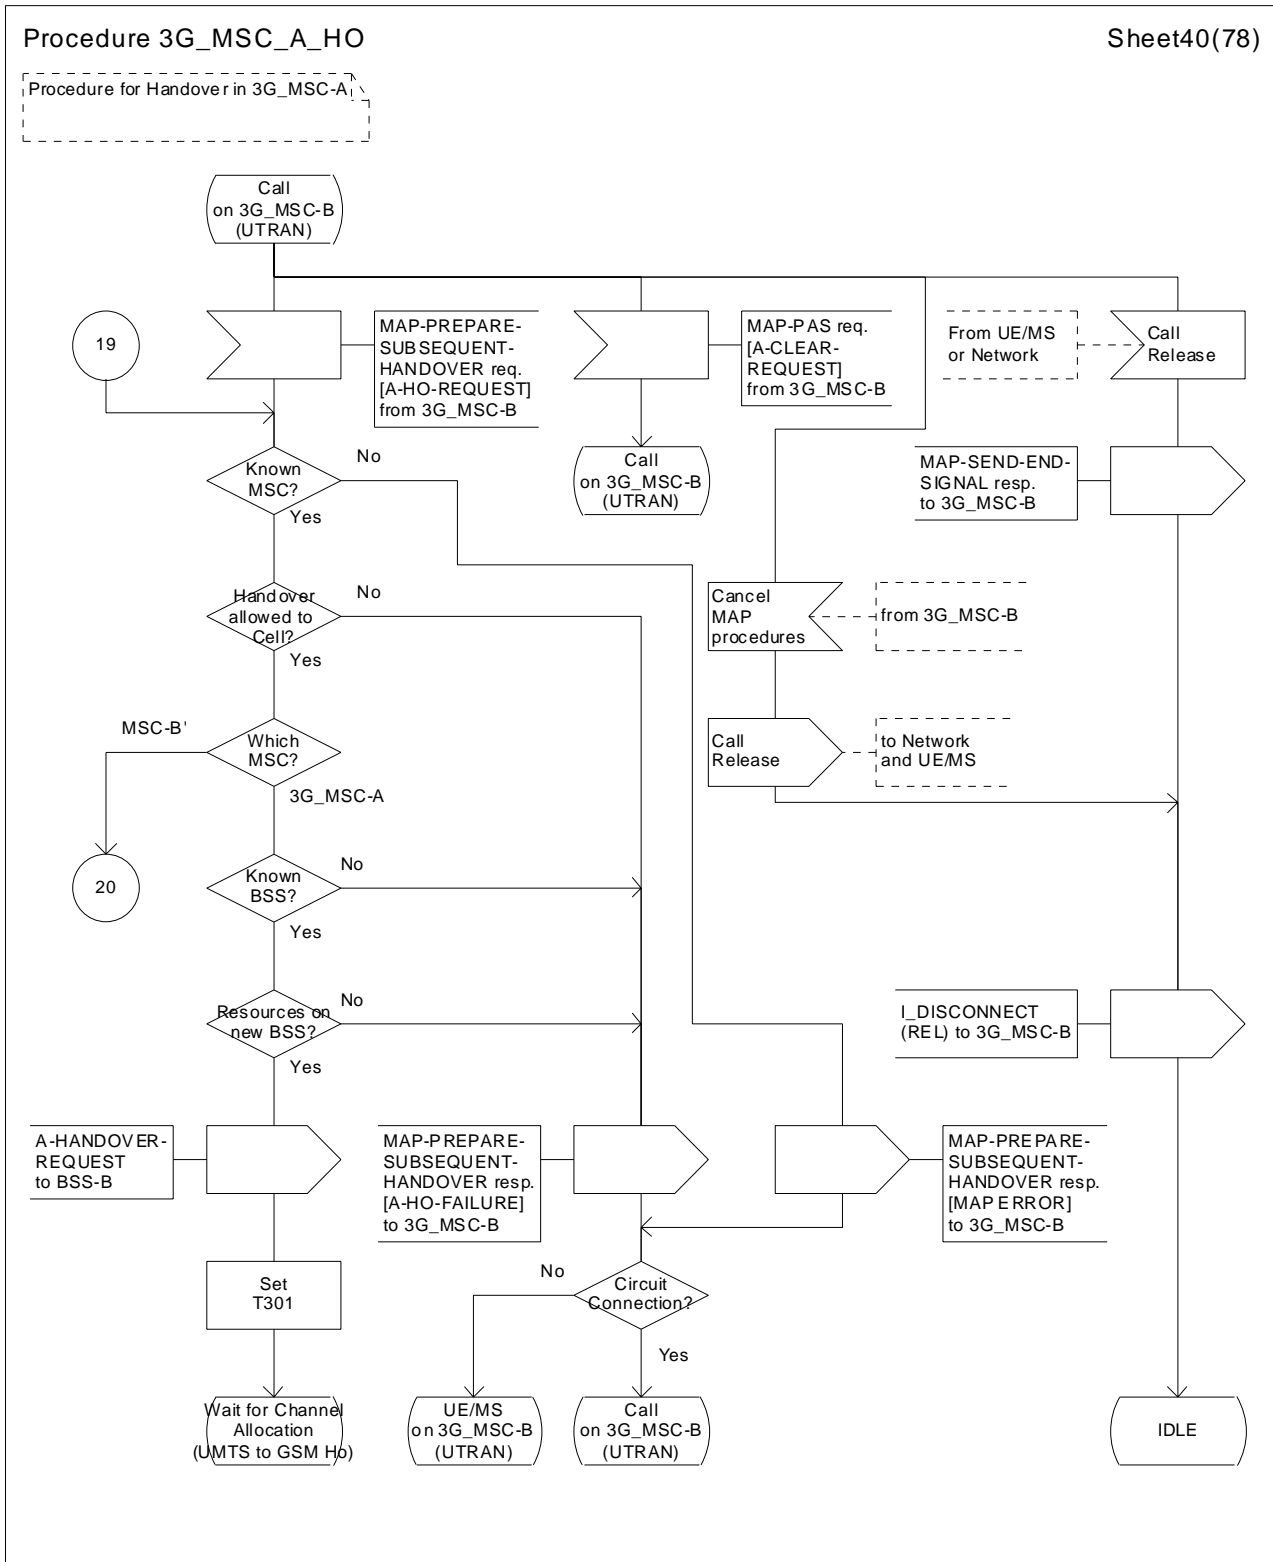 Procedure 3G_MSC_A_HO
Sheet40(78)
Procedure for Handover in 3G_MSC-A
Call
on 3G_MSC-B
(UTRAN)
19
MAP-PREPARE-
SUBSEQUENT-
HANDOVER req.
[A-HO-REQUEST]
from 3G_MSC-B
MAP-PAS req.
[A-CLEAR-
REQUEST]
from 3G_MSC-B
From UE/MS
or Network
Call
Release
Known
MSC?
No
Yes
Call
on 3G_MSC-B
(UTRAN)
MAP-SEND-END-
SIGNAL resp.
to 3G_MSC-B
Handover
allowed to
Cell?
No
Yes
Cancel
MAP
procedures
from 3G_MSC-B
MSC-B'
Which
MSC?
3G_MSC-A
Call
Release
to Network
and UE/MS
20
Known
BSS?
No
Yes
Resources on
new BSS?
No
Yes
I_DISCONNECT
(REL) to 3G_MSC-B
A-HANDOVER-
REQUEST
to BSS-B
MAP-PREPARE-
SUBSEQUENT-
HANDOVER resp.
[A-HO-FAILURE]
to 3G_MSC-B
MAP-PREPARE-
SUBSEQUENT-
HANDOVER resp.
[MAP ERROR]
to 3G_MSC-B
Set
T301
No
Circuit
Connection?
Yes
Wait for Channel
Allocation
(UMTS to GSM Ho)
UE/MS
on 3G_MSC-B
(UTRAN)
Call
on 3G_MSC-B
(UTRAN)
IDLE